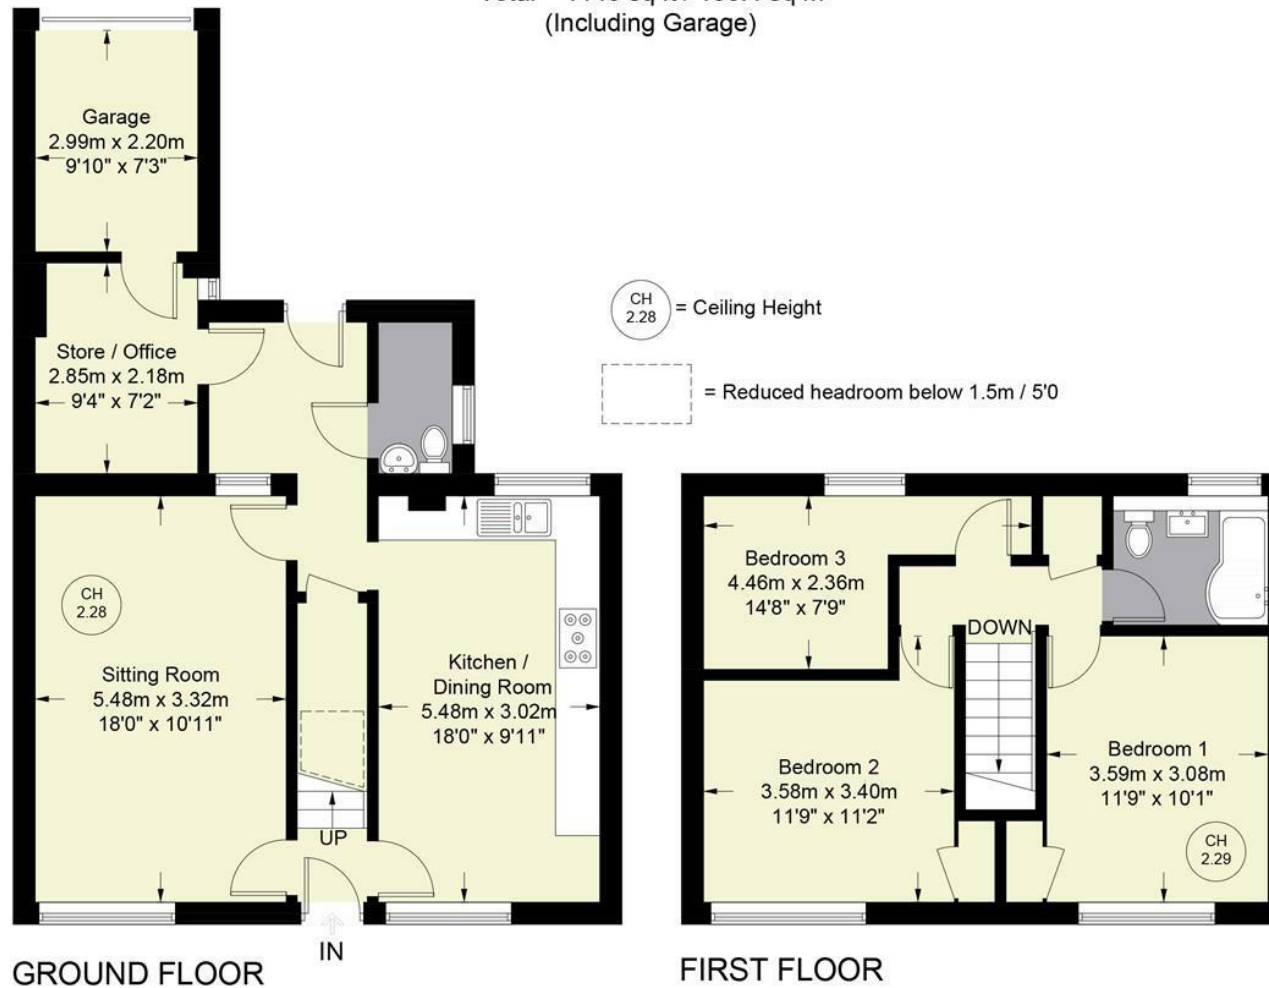 (Including Garage)
Garage
2.99m x 2.20m
9'10" x 7'3"
CH
2.28
= Ceiling Height
Store / Office
2.85m x 2.18m
9'4" x 7'2"
= Reduced headroom below 1.5m / 5'0
CH
2.28
Sitting Room
5.48m x 3.32m
18'0" x 10'11"
Kitchen /
Dining Room
5.48m x 3.02m
18'0" x 9'11"
UP
IN
GROUND FLOOR
Bedroom 3
4.46m x 2.36m
14'8" x 7'9"
DOWN
Bedroom 2
3.58m x 3.40m
11'9" x 11'2"
Bedroom 1
3.59m x 3.08m
11'9" x 10'1"
CH
2.29
FIRST FLOOR